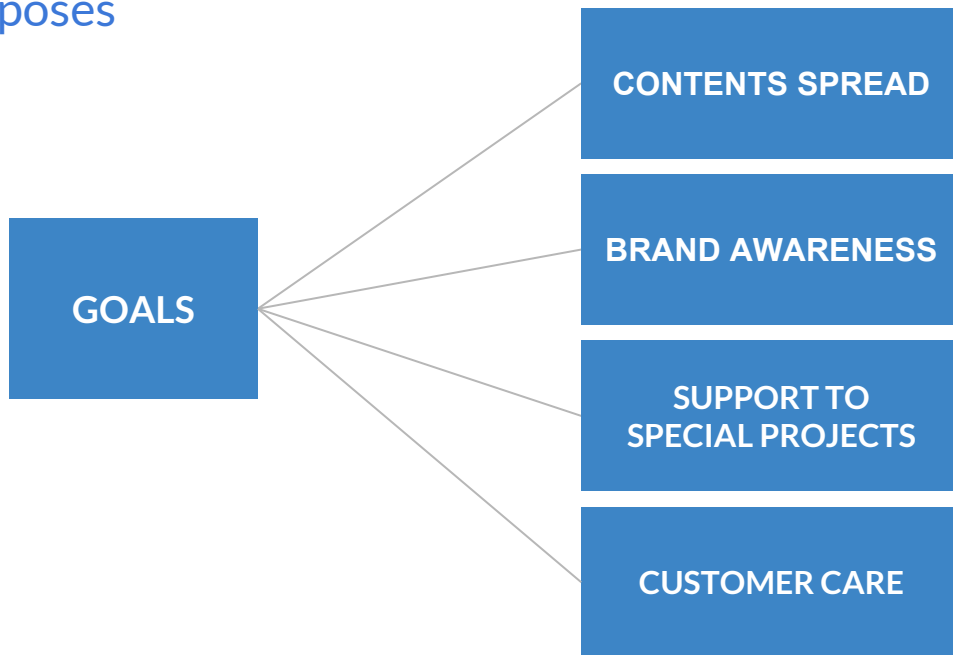 poses
CONTENTS SPREAD
BRAND AWARENESS
GOALS
SUPPORT TO
SPECIAL PROJECTS
CUSTOMER CARE